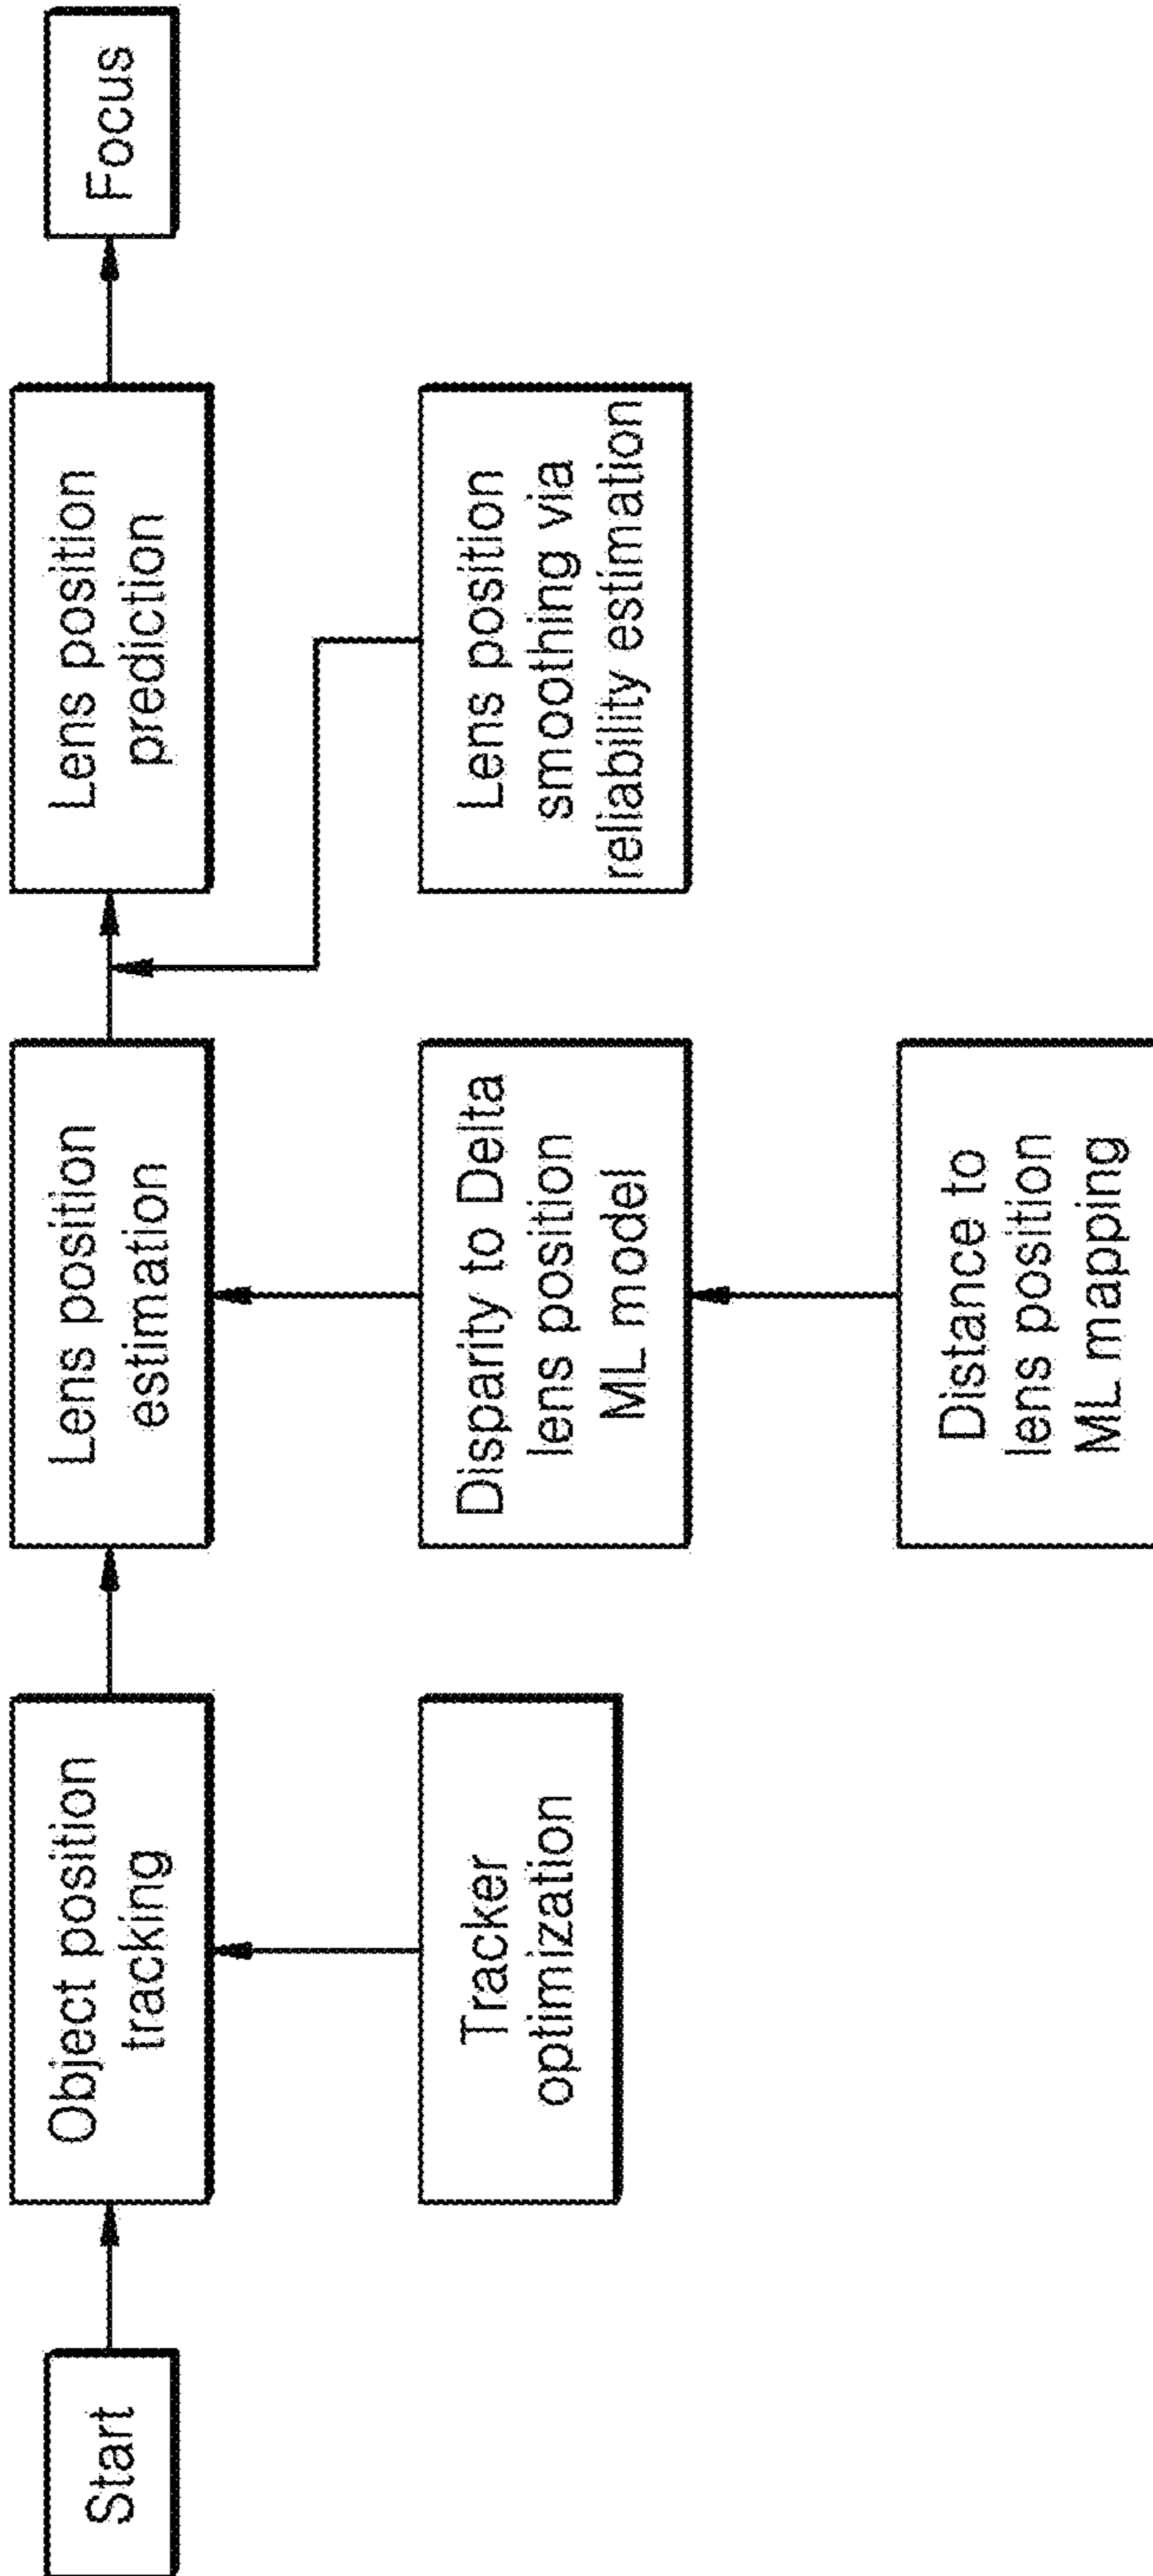 Start
Object position
tracking
Lens position
estimation
Lens position
prediction
Focus
Tracker
optimization
Disparity to Delta
lens position
ML model
Lens position
smoothing via
reliability estimation
Distance to
lens position
ML mapping